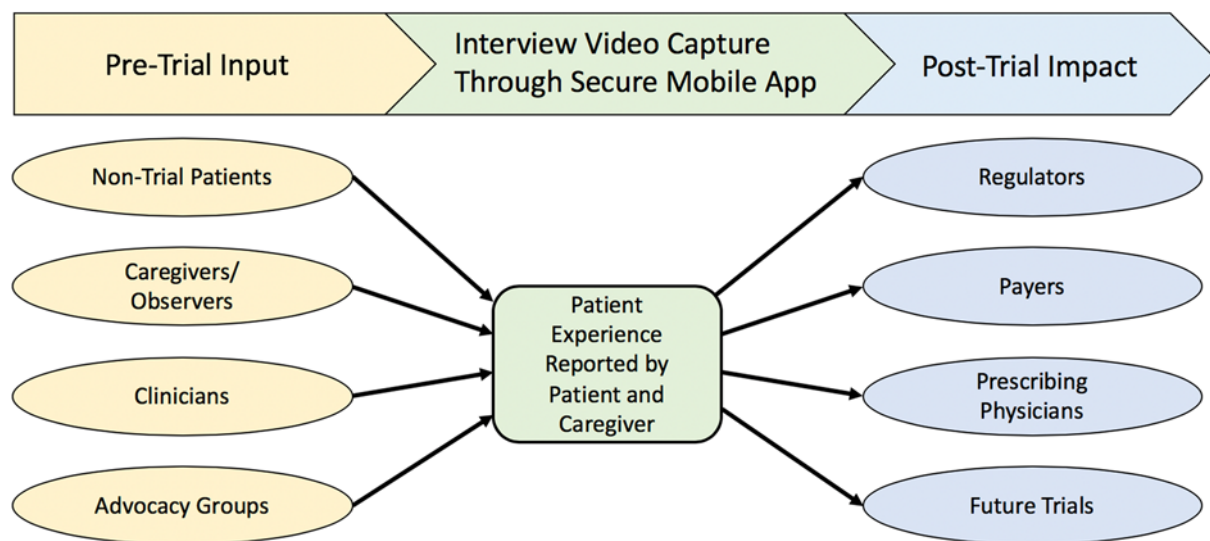 Pre-Trial Input
Interview Video Capture
Through Secure Mobile App
Post-Trial Impact
Non-Trial Patients
Caregivers/
Observers
Clinicians
Advocacy Groups
Patient
Experience
Reported by
Patient and
Caregiver
Regulators
Payers
Prescribing
Physicians
Future Trials